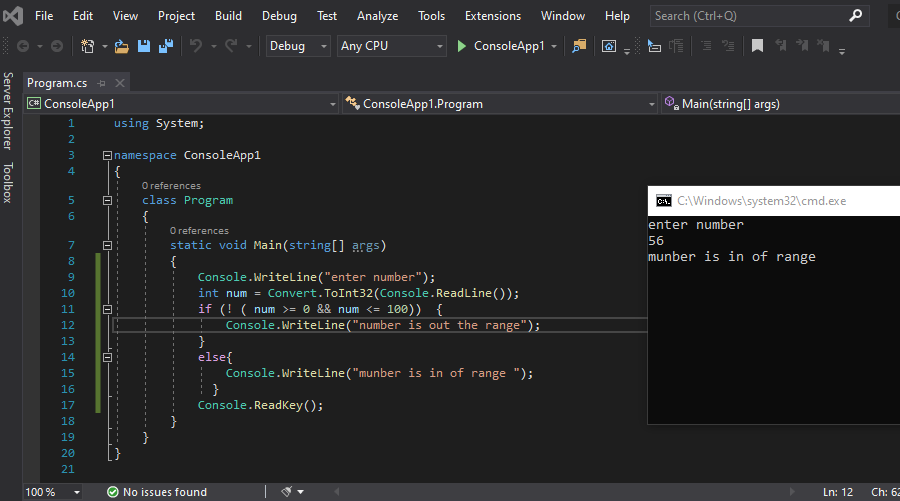 File Edit View Project Build Debug Test Analyze Tools Extensions Window Help Search (Ctrl+Q)
Debug Any CPU ConsoleApp1
Server Explorer
Toolbox
Program.cs
C# ConsoleApp1 ConsoleApp1.Program Main(string[] args)
1 using System;
2
3 namespace ConsoleApp1
4 {
0 references
5 class Program
6 {
0 references
7 static void Main(string[] args)
8 {
9 Console.WriteLine("enter number");
10 int num = Convert.ToInt32(Console.ReadLine());
11 if (! ( num >= 0 && num <= 100)) {
12 Console.WriteLine("number is out the range");
13 }
14 else{
15 Console.WriteLine("munber is in of range ");
16 }
17 Console.ReadKey();
18 }
19 }
20 }
21
C:\Windows\system32\cmd.exe
enter number
56
munber is in of range
100 % No issues found Ln: 12 Ch: 62